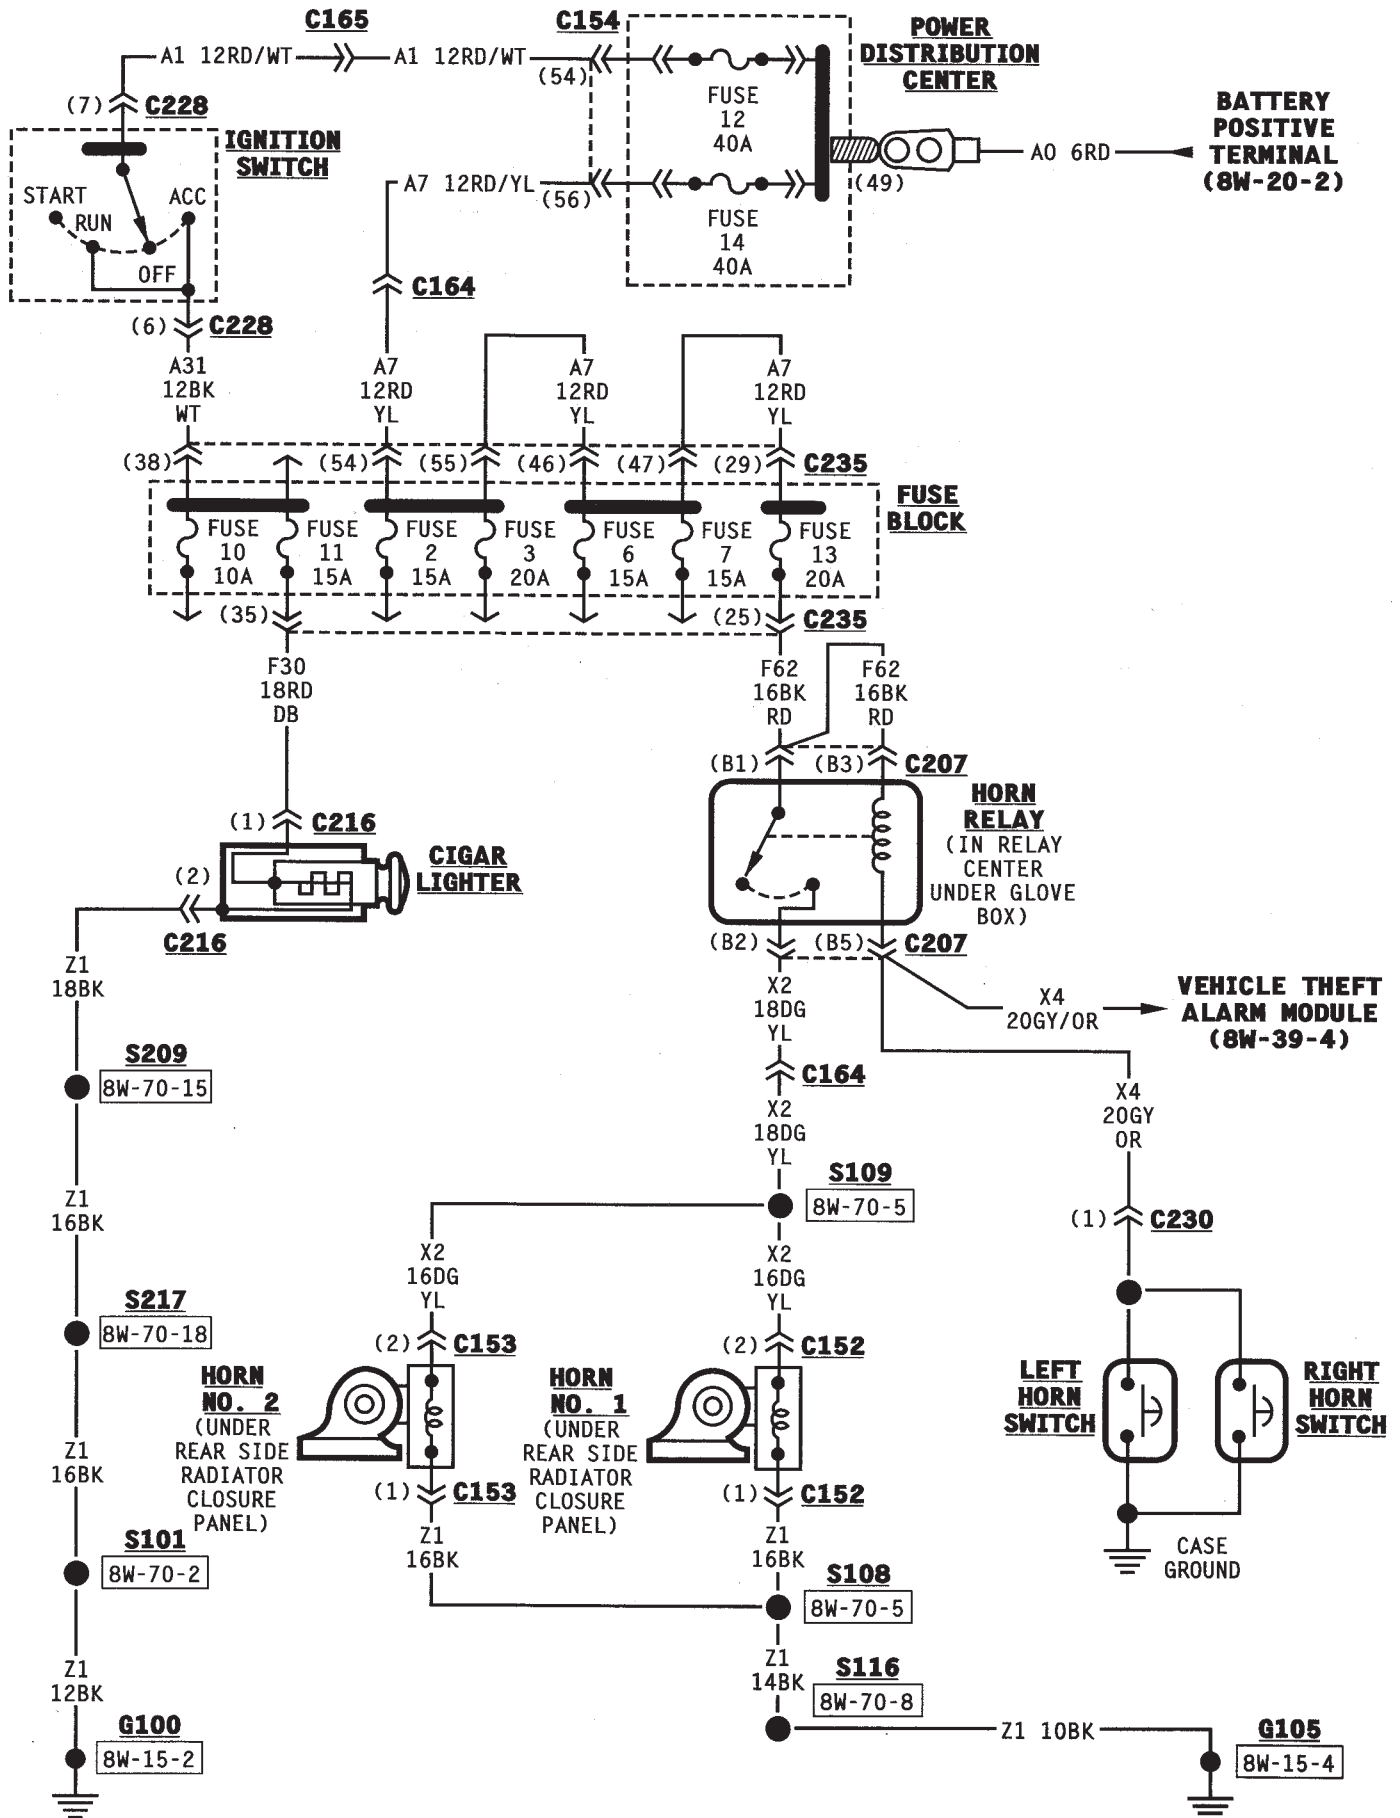 C165
C154
POWER
DISTRIBUTION
CENTER
A1 12RD/WT
A1 12RD/WT
(54)
(7)
C228
FUSE
12
40A
BATTERY
POSITIVE
TERMINAL
(8W-20-2)
IGNITION
SWITCH
A0 6RD
(49)
START
RUN
ACC
OFF
A7 12RD/YL
(56)
FUSE
14
40A
C164
(6)
C228
A31
12BK
WT
A7
12RD
YL
A7
12RD
YL
A7
12RD
YL
(38)
(54)
(55)
(46)
(47)
(29)
C235
FUSE
BLOCK
FUSE
10
10A
FUSE
11
15A
FUSE
2
15A
FUSE
3
20A
FUSE
6
15A
FUSE
7
15A
FUSE
13
20A
(35)
(25)
C235
F30
18RD
DB
F62
16BK
RD
F62
16BK
RD
(B1)
(B3)
C207
(1)
C216
HORN
RELAY
(IN RELAY
CENTER
UNDER GLOVE
BOX)
CIGAR
LIGHTER
(2)
C216
(B2)
(B5)
C207
Z1
18BK
X2
18DG
YL
X4
20GY/OR
VEHICLE THEFT
ALARM MODULE
(8W-39-4)
S209
8W-70-15
C164
X4
20GY
OR
X2
18DG
YL
S109
8W-70-5
Z1
16BK
(1)
C230
X2
16DG
YL
X2
16DG
YL
S217
8W-70-18
(2)
C153
(2)
C152
HORN
NO. 2
(UNDER
REAR SIDE
RADIATOR
CLOSURE
PANEL)
HORN
NO. 1
(UNDER
REAR SIDE
RADIATOR
CLOSURE
PANEL)
LEFT
HORN
SWITCH
RIGHT
HORN
SWITCH
Z1
16BK
(1)
C153
(1)
C152
S101
8W-70-2
Z1
16BK
Z1
16BK
CASE
GROUND
S108
8W-70-5
Z1
12BK
Z1
14BK
S116
8W-70-8
G100
8W-15-2
Z1 10BK
G105
8W-15-4